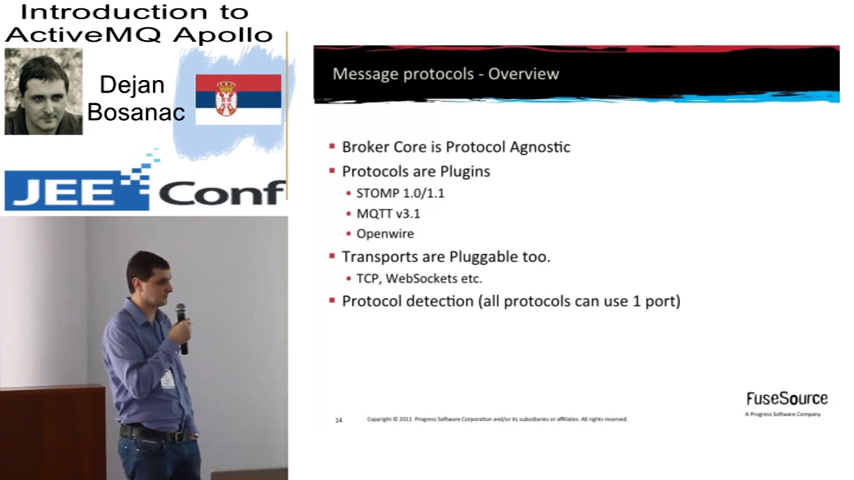 Introduction to
ActiveMQ Apollo
Dejan
Bosanac
JEE Conf
Message protocols - Overview
▪ Broker Core is Protocol Agnostic
▪ Protocols are Plugins
• STOMP 1.0/1.1
• MQTT v3.1
• Openwire
▪ Transports are Pluggable too.
• TCP, WebSockets etc.
▪ Protocol detection (all protocols can use 1 port)
FuseSource
A Progress Software Company
14
Copyright © 2011 Progress Software Corporation and/or its subsidiaries or affiliates. All rights reserved.